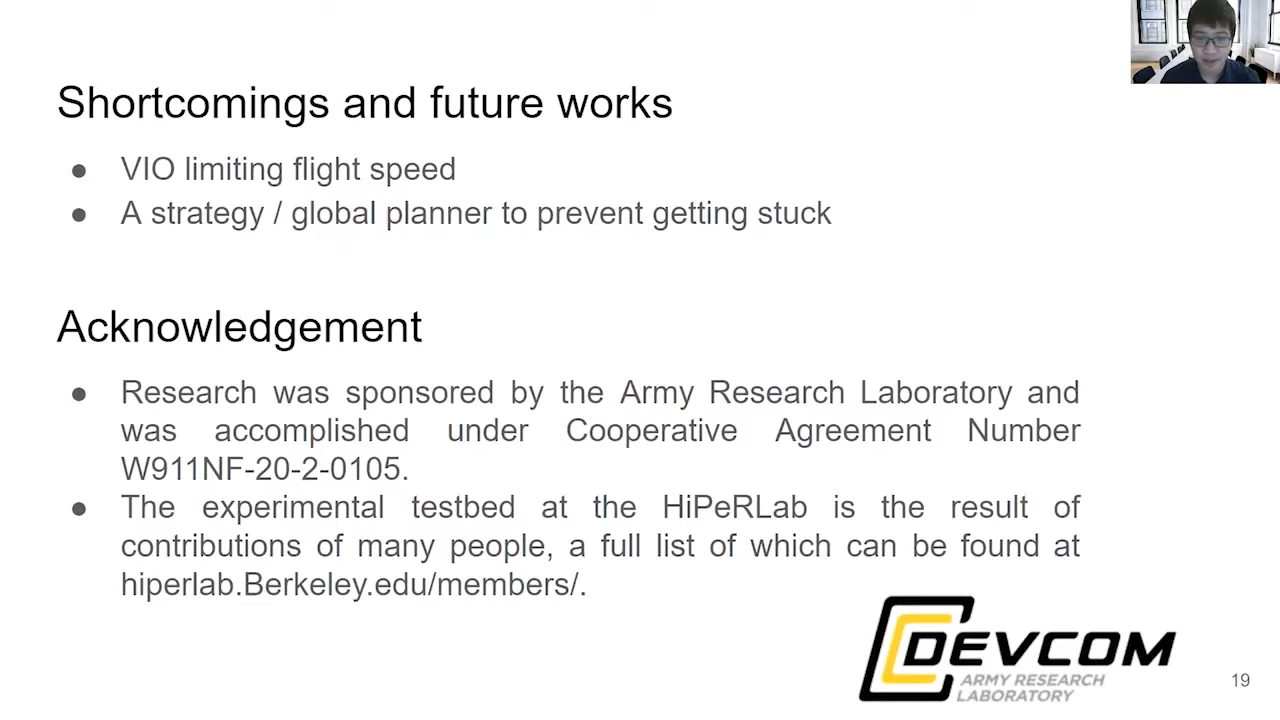 Shortcomings and future works
● VIO limiting flight speed
● A strategy / global planner to prevent getting stuck
Acknowledgement
● Research was sponsored by the Army Research Laboratory and
was accomplished under Cooperative Agreement Number
W911NF-20-2-0105.
● The experimental testbed at the HiPeRLab is the result of
contributions of many people, a full list of which can be found at
hiperlab.Berkeley.edu/members/.
DEVCOM
ARMY RESEARCH
LABORATORY
19